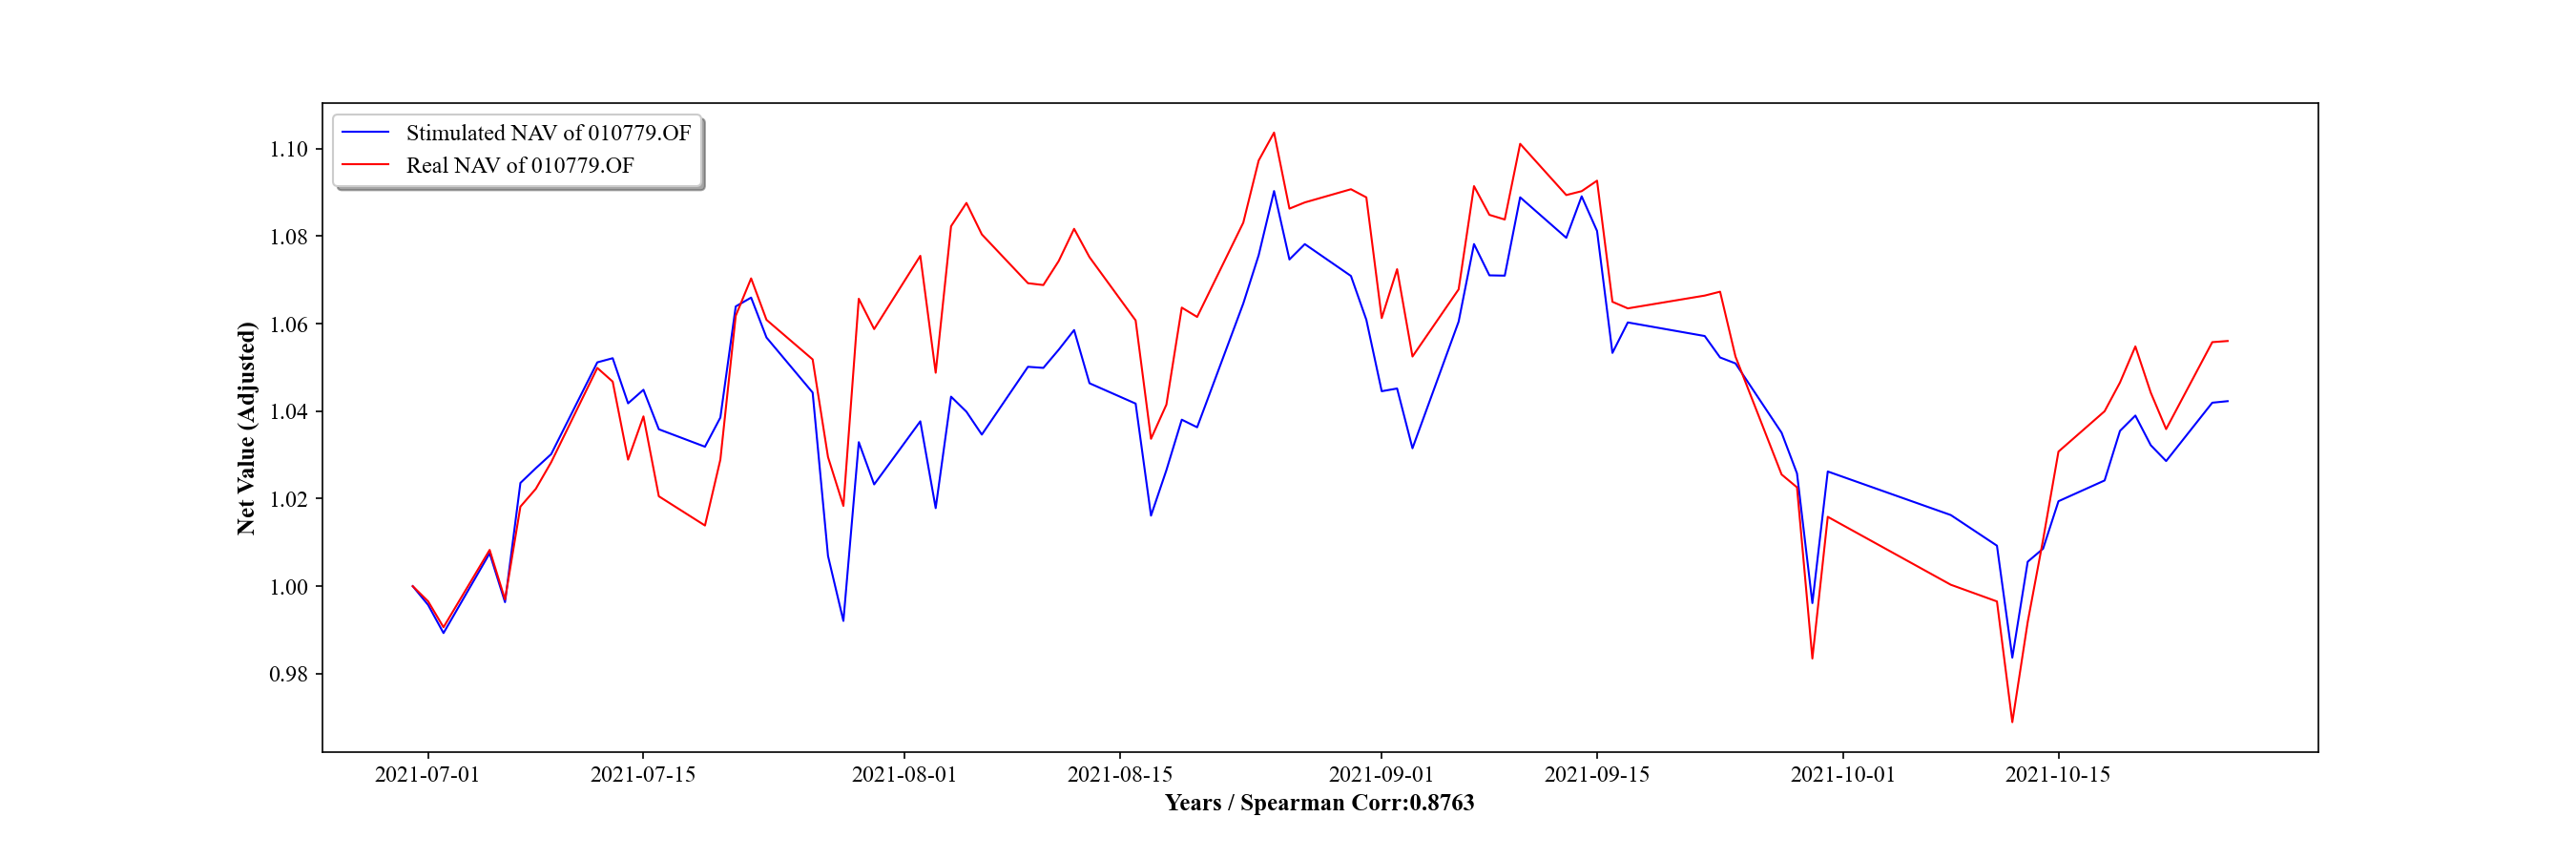 Stimulated NAV of 010779.OF
Real NAV of 010779.OF
Net Value (Adjusted)
1.10
1.08
1.06
1.04
1.02
1.00
0.98
2021-07-01 2021-07-15 2021-08-01 2021-08-15 2021-09-01 2021-09-15 2021-10-01 2021-10-15
Years / Spearman Corr:0.8763